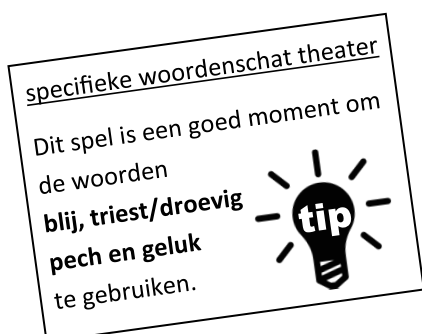 specifieke woordenschat theater
Dit spel is een goed moment om
de woorden
blij, triest/droevig
pech en geluk
te gebruiken.
tip